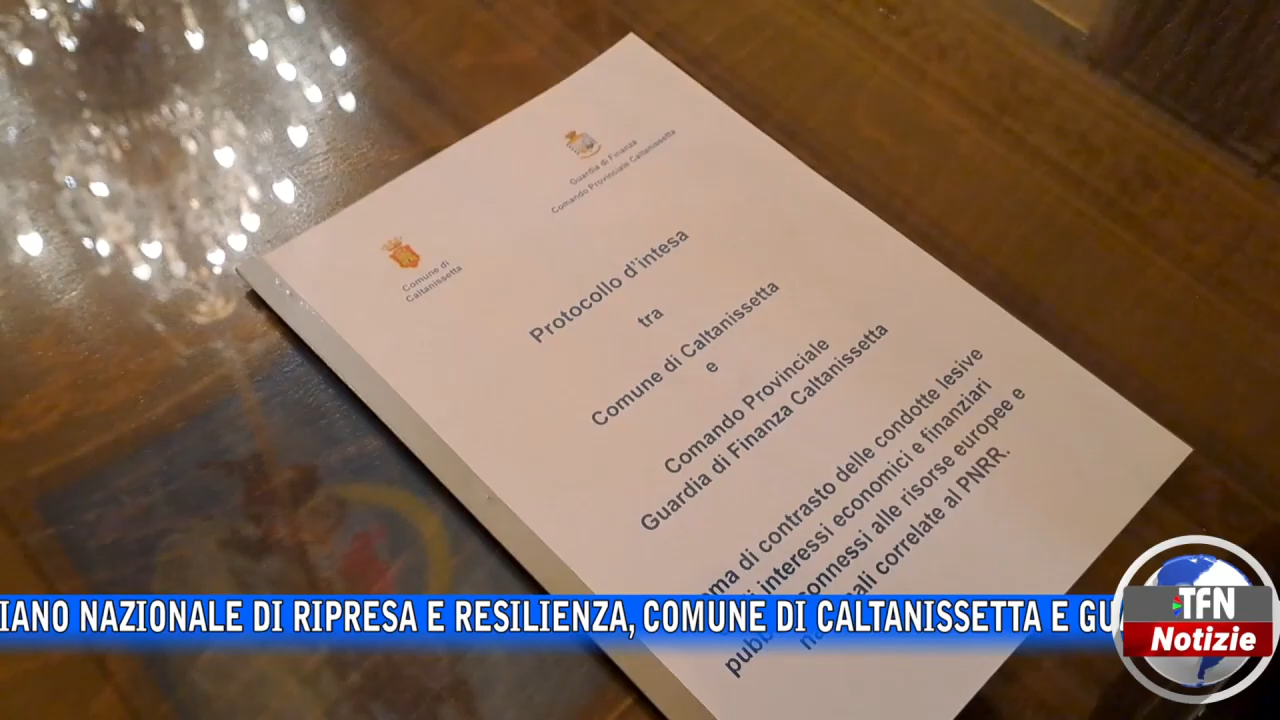 Guardia di Finanza
Comando Provinciale Caltanissetta
Comune di
Caltanissetta
Protocollo d'intesa
tra
Comune di Caltanissetta
e
Comando Provinciale
Guardia di Finanza Caltanissetta
di contrasto delle condotte lesive
interessi economici e finanziari
alle risorse europee e
correlate al PNRR.
IANO NAZIONALE DI RIPRESA E RESILIENZA, COMUNE DI CALTANISSETTA E GU
TFN
Notizie